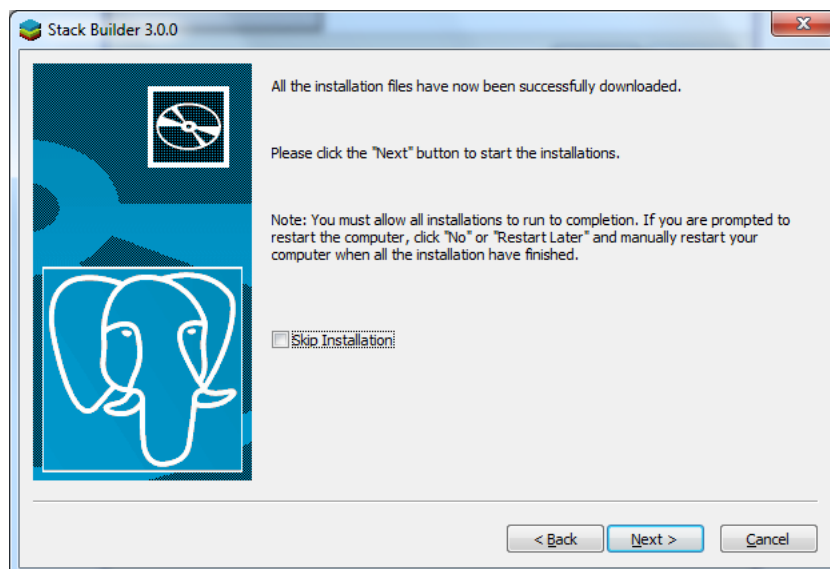 Stack Builder 3.0.0
All the installation files have now been successfully downloaded.
Please click the "Next" button to start the installations.
Note: You must allow all installations to run to completion. If you are prompted to
restart the computer, click "No" or "Restart Later" and manually restart your
computer when all the installation have finished.
Skip Installation
< Back
Next >
Cancel